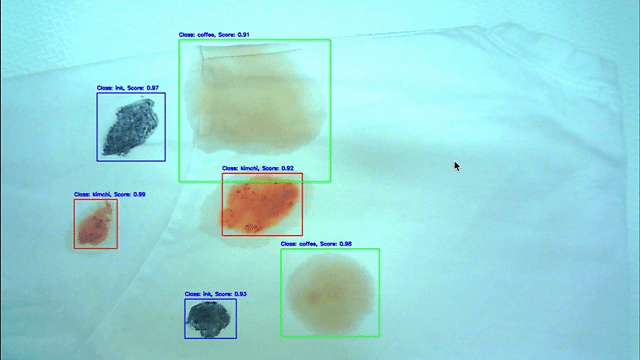 Class: coffee, Score: 0.91
Class: ink, Score: 0.97
Class: kimchi, Score: 0.92
Class: kimchi, Score: 0.99
Class: coffee, Score: 0.98
Class: ink, Score: 0.93